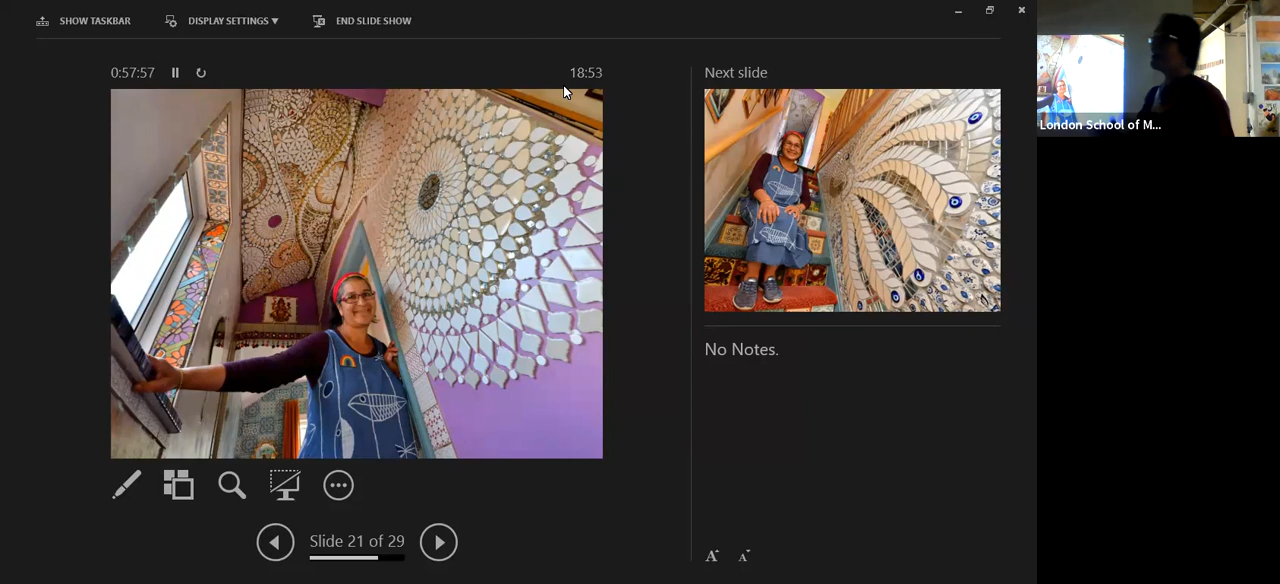 SHOW TASKBAR
DISPLAY SETTINGS ▼
END SLIDE SHOW
0:57:57
18:53
Next slide
London School of M...
No Notes.
Slide 21 of 29
A
A